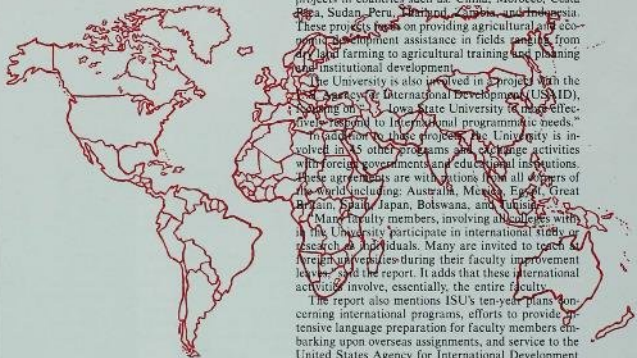 projects in countries such as: China, Morocco, Costa
Rica, Sudan, Peru, Thailand, Zambia, and Indonesia.
These projects focus on providing agricultural and eco-
nomic development assistance in fields ranging from
dry land farming to agricultural training and planning
and institutional development.
The University is also involved in a project with the
U.S. Agency for International Development (USAID),
Iowa State University to more effec-
tively respond to International programmatic needs."
In addition to those projects, the University is in-
volved in 45 other programs and exchange activities
with foreign governments and educational institutions.
These agreements are with nations from all corners of
the world including: Australia, Mexico, Egypt, Great
Britain, Spain, Japan, Botswana, and Tunisia.
"Many faculty members, involving all colleges with-
in the University participate in international study or
research as individuals. Many are invited to teach at
foreign universities during their faculty improvement
leaves," said the report. It adds that these international
activities involve, essentially, the entire faculty.
The report also mentions ISU's ten-year plans con-
cerning international programs, efforts to provide in-
tensive language preparation for faculty members em-
barking upon overseas assignments, and service to the
United States Agency for International Development